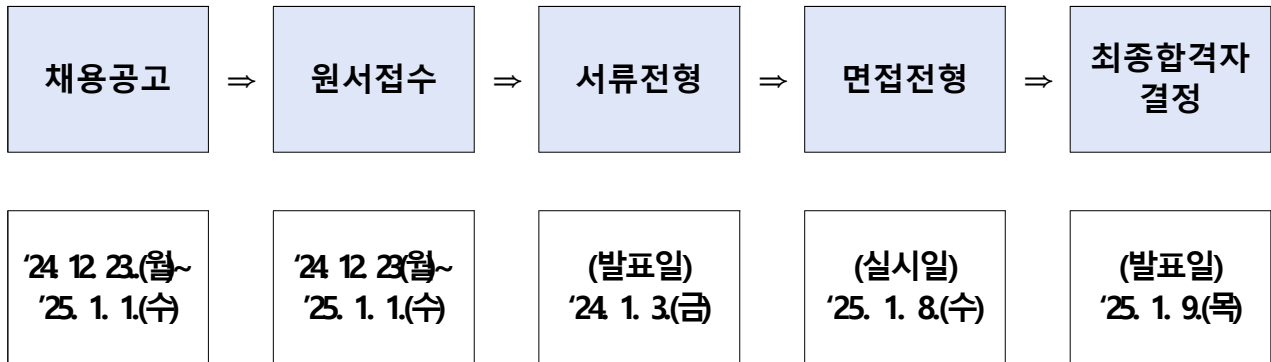 채용공고 ⇒ 원서접수 ⇒ 서류전형 ⇒ 면접전형 ⇒ 최종합격자
결정
‘24. 12. 23.(월)~
’25. 1. 1.(수)
‘24. 12. 23(월)~
’25. 1. 1.(수)
(발표일)
‘24. 1. 3.(금)
(실시일)
‘25. 1. 8.(수)
(발표일)
‘25. 1. 9.(목)